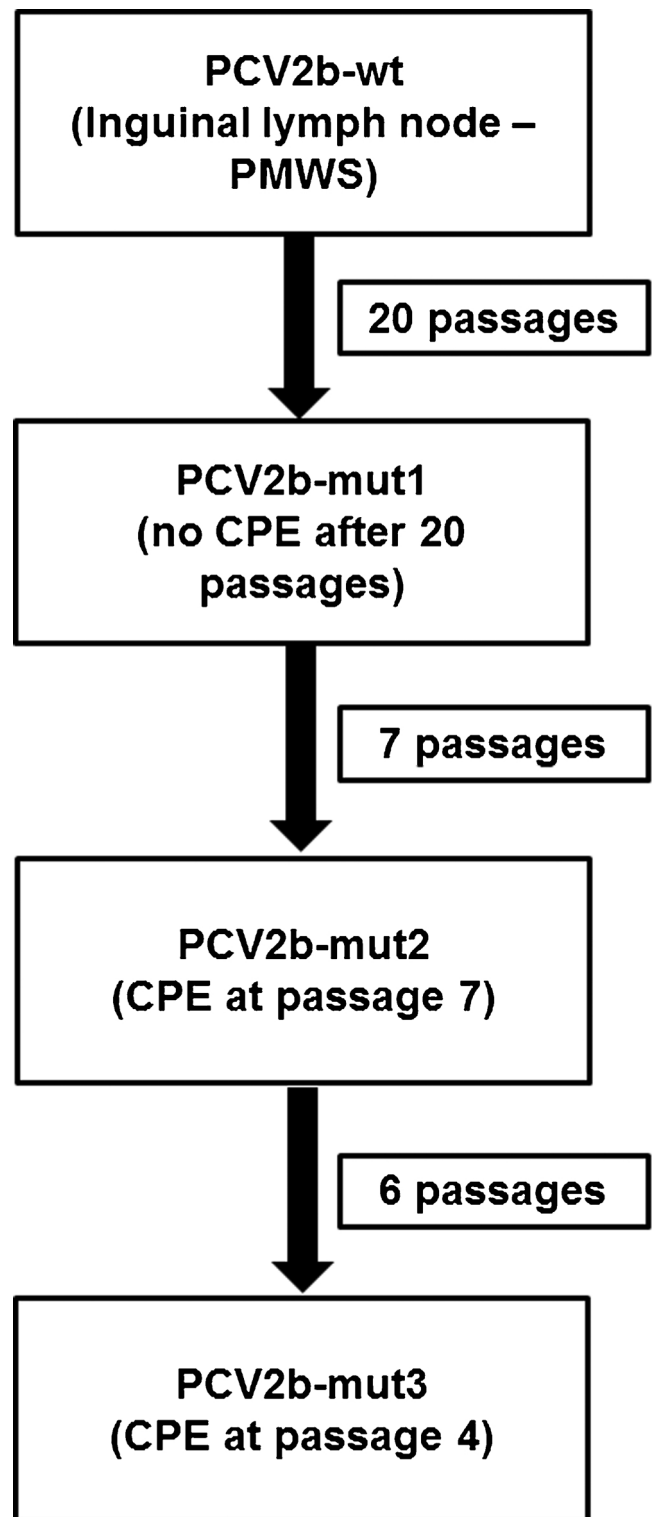 PCV2b-wt
(Inguinal lymph node –
PMWS)
20 passages
PCV2b-mut1
(no CPE after 20
passages)
7 passages
PCV2b-mut2
(CPE at passage 7)
6 passages
PCV2b-mut3
(CPE at passage 4)